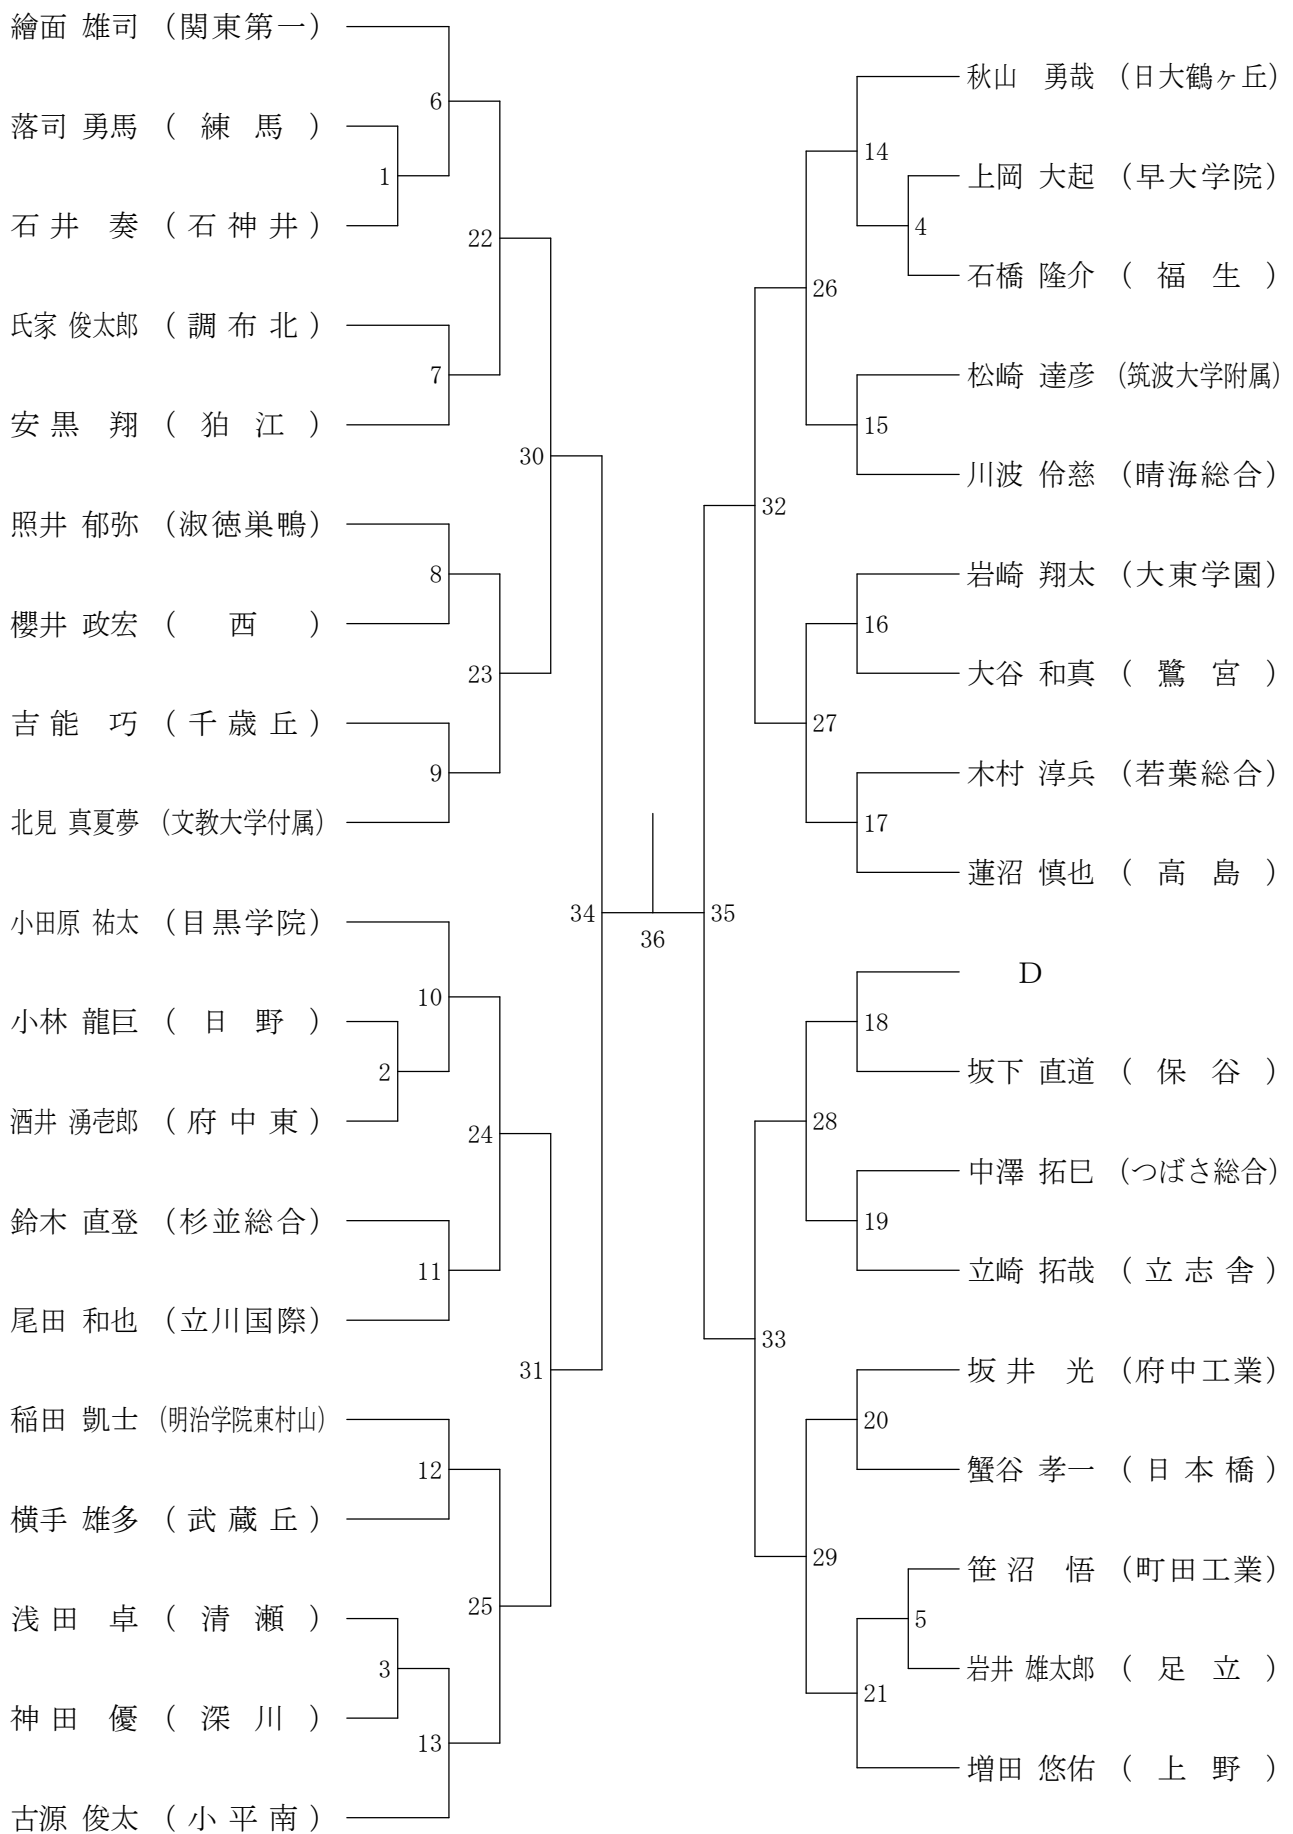 繪面 雄司 （関東第一）
落司 勇馬 （ 練 馬 ）
石井 奏 （石神井）
氏家 俊太郎 （調布北）
安黒 翔 （ 狛 江 ）
照井 郁弥 （淑徳巣鴨）
櫻井 政宏 （ 西 ）
吉能 巧 （千歳丘）
北見 真夏夢 （文教大学付属）
小田原 祐太 （目黒学院）
小林 龍巨 （ 日 野 ）
酒井 湧壱郎 （府中東）
鈴木 直登 （杉並総合）
尾田 和也 （立川国際）
稲田 凱士 （明治学院東村山）
横手 雄多 （武蔵丘）
浅田 卓 （ 清 瀬 ）
神田 優 （ 深 川 ）
古源 俊太 （小平南）
1
2
3
6
7
8
9
10
11
12
13
22
23
24
25
30
31
34
36
35
32
33
26
27
28
29
14
15
16
17
18
19
20
21
4
5
秋山 勇哉 （日大鶴ヶ丘）
上岡 大起 （早大学院）
石橋 隆介 （ 福 生 ）
松崎 達彦 （筑波大学附属）
川波 伶慈 （晴海総合）
岩崎 翔太 （大東学園）
大谷 和真 （ 鷺 宮 ）
木村 淳兵 （若葉総合）
蓮沼 慎也 （ 高 島 ）
D
坂下 直道 （ 保 谷 ）
中澤 拓巳 （つばさ総合）
立崎 拓哉 （立志舎）
坂井 光 （府中工業）
蟹谷 孝一 （日本橋）
笹沼 悟 （町田工業）
岩井 雄太郎 （ 足 立 ）
増田 悠佑 （ 上 野 ）